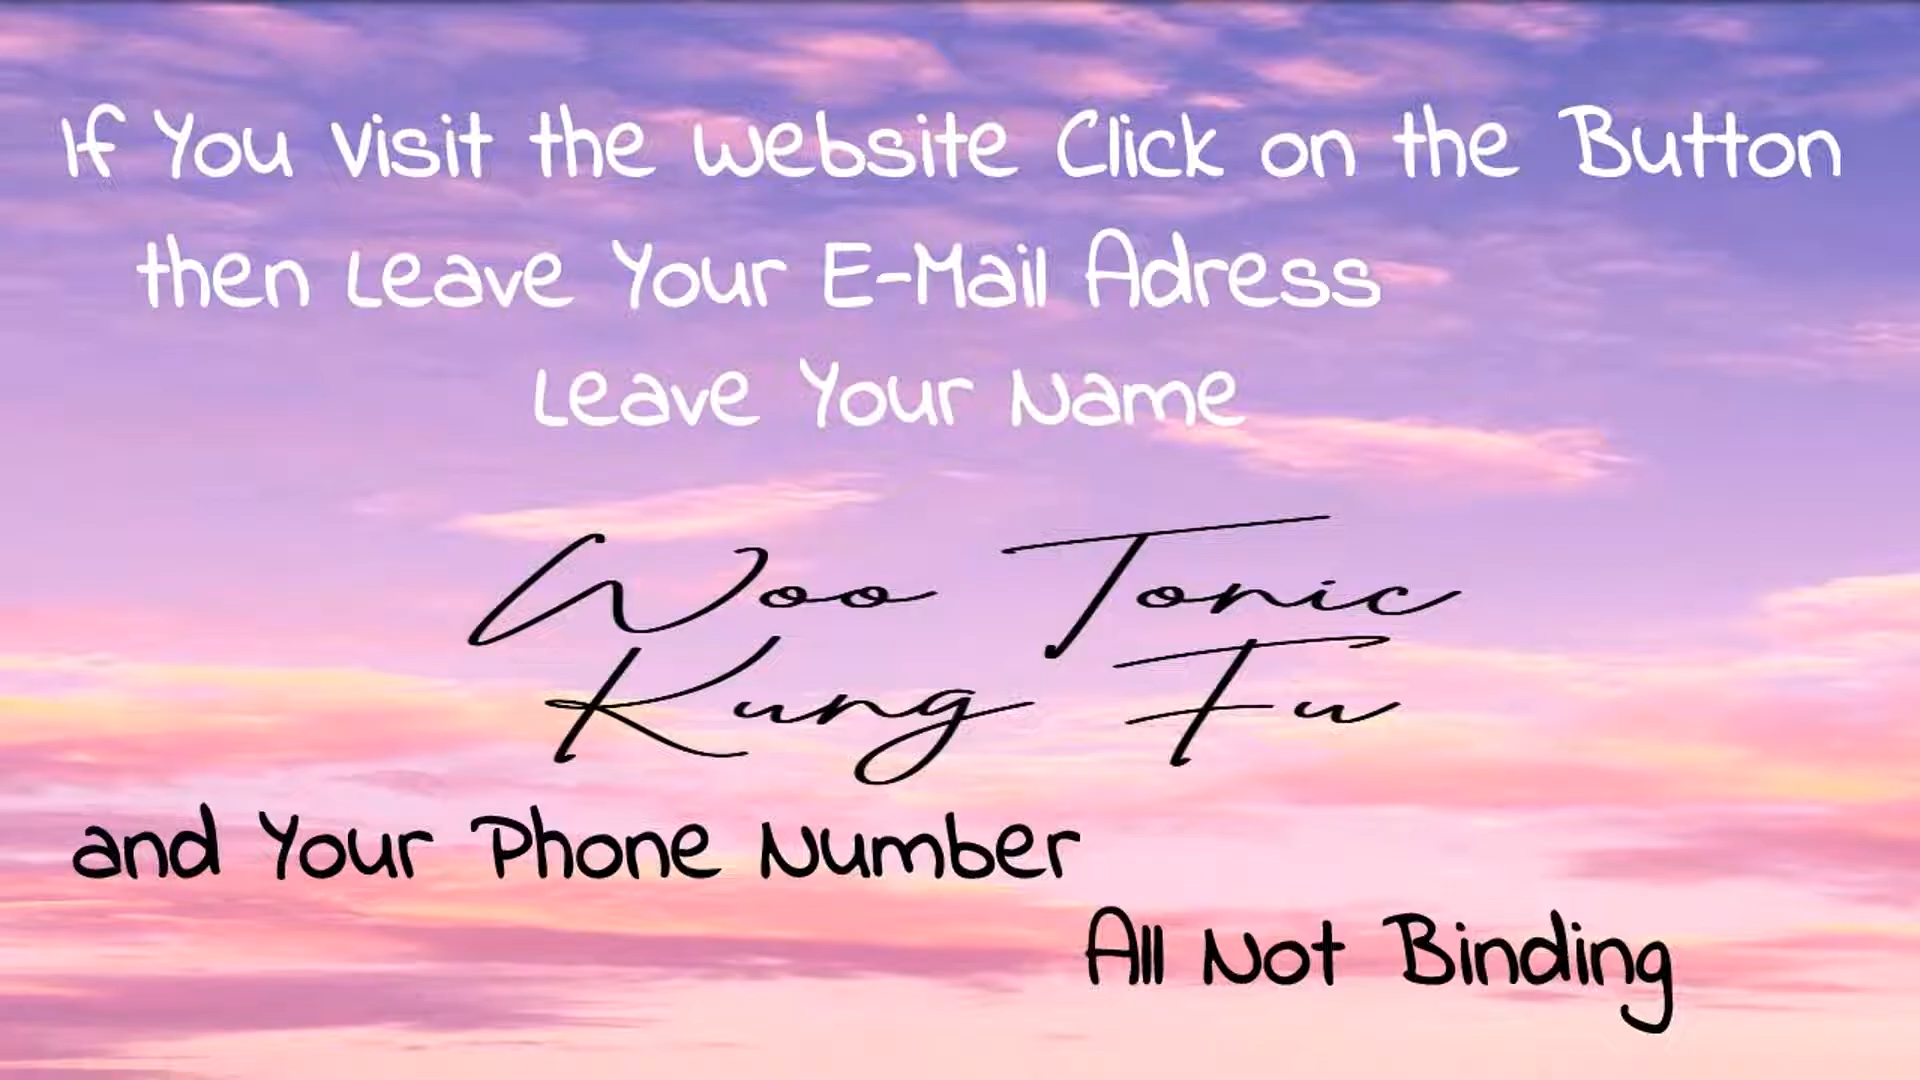 If You Visit the Website Click on the Button
then Leave Your E-Mail Adress
Leave Your Name
Woo Tonic
Kung Fu
and Your Phone Number
All Not Binding